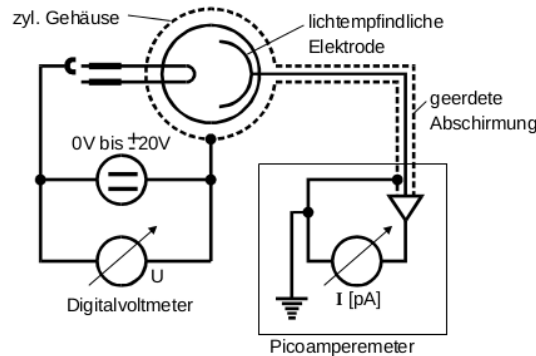 zyl. Gehäuse
lichtempfindliche
Elektrode
geerdete
Abschirmung
0V bis ±20V
U
Digitalvoltmeter
I [pA]
Picoamperemeter